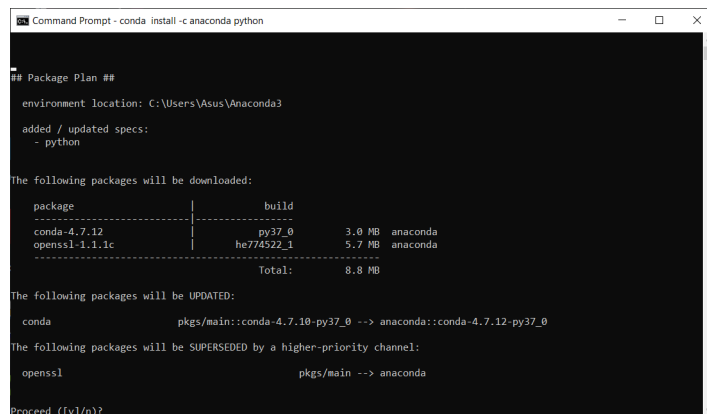 Command Prompt - conda install -c anaconda python
## Package Plan ##
environment location: C:\Users\Asus\Anaconda3
added / updated specs:
- python
The following packages will be downloaded:
package | build
---------------------------|-----------------
conda-4.7.12 | py37_0 3.0 MB anaconda
openssl-1.1.1c | he774522_1 5.7 MB anaconda
------------------------------------------------------------
Total: 8.8 MB
The following packages will be UPDATED:
conda pkgs/main::conda-4.7.10-py37_0 --> anaconda::conda-4.7.12-py37_0
The following packages will be SUPERSEDED by a higher-priority channel:
openssl pkgs/main --> anaconda
Proceed ([y]/n)?